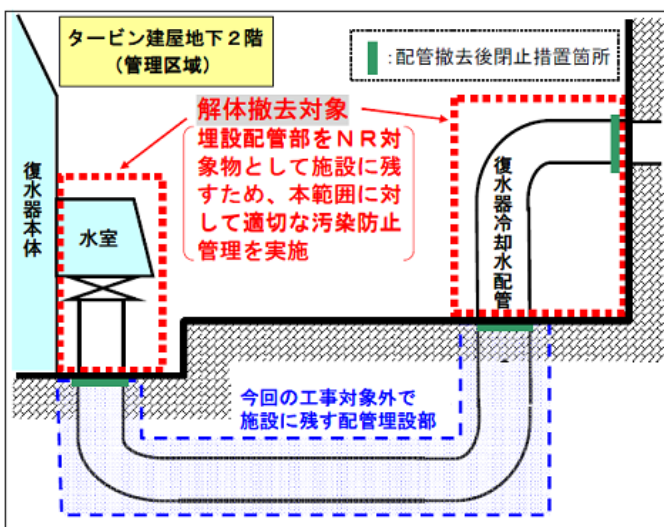 タービン建屋地下２階
（管理区域）
：配管撤去後閉止措置箇所
解体撤去対象
埋設配管部をＮＲ対
象物として施設に残
すため、本範囲に対
して適切な汚染防止
管理を実施
復水器本体
水室
復水器冷却水配管
今回の工事対象外で
施設に残す配管埋設部